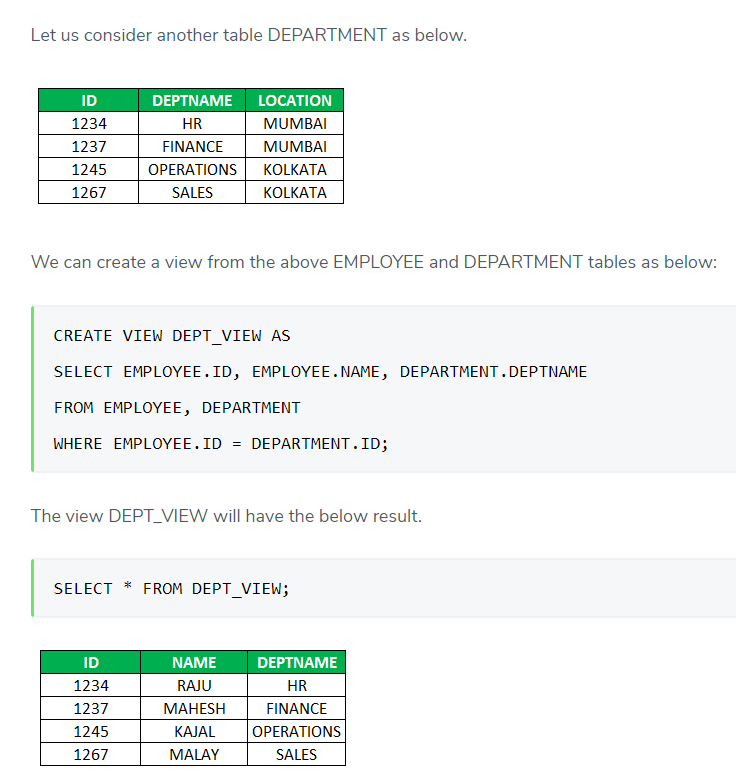 Let us consider another table DEPARTMENT as below.
ID DEPTNAME LOCATION
1234 HR MUMBAI
1237 FINANCE MUMBAI
1245 OPERATIONS KOLKATA
1267 SALES KOLKATA
We can create a view from the above EMPLOYEE and DEPARTMENT tables as below:
CREATE VIEW DEPT_VIEW AS
SELECT EMPLOYEE.ID, EMPLOYEE.NAME, DEPARTMENT.DEPTNAME
FROM EMPLOYEE, DEPARTMENT
WHERE EMPLOYEE.ID = DEPARTMENT.ID;
The view DEPT_VIEW will have the below result.
SELECT * FROM DEPT_VIEW;
ID NAME DEPTNAME
1234 RAJU HR
1237 MAHESH FINANCE
1245 KAJAL OPERATIONS
1267 MALAY SALES